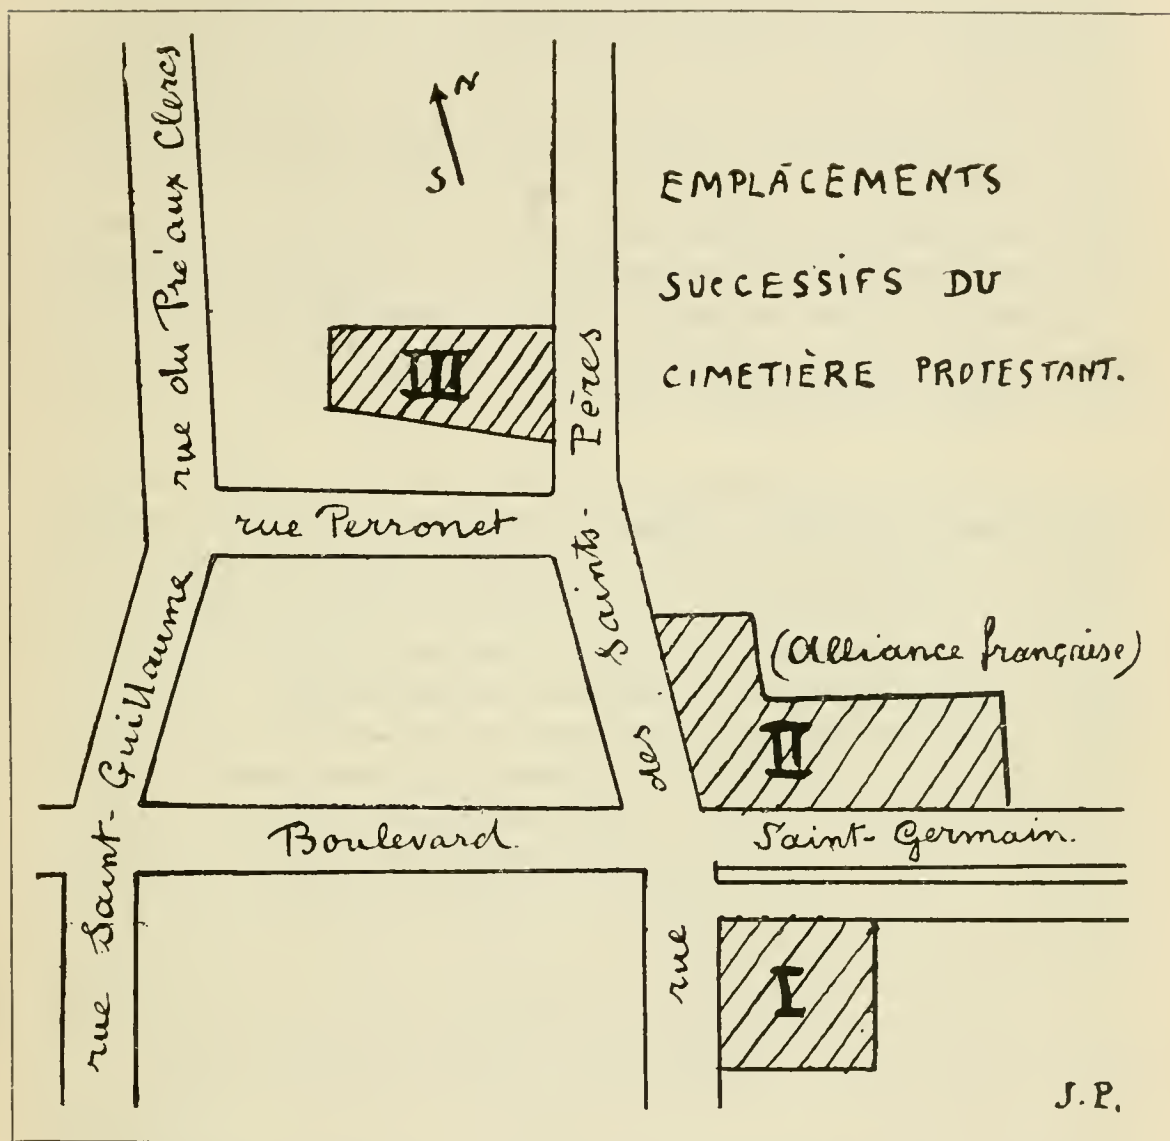 N
S
EMPLACEMENTS
SUCCESSIFS DU
CIMETIÈRE PROTESTANT.
rue du Pré aux Clercs
III
rue Perronet
rue des Saints-Pères
rue Saint-Guillaume
(Alliance française)
II
Boulevard Saint-Germain.
I
J.P.